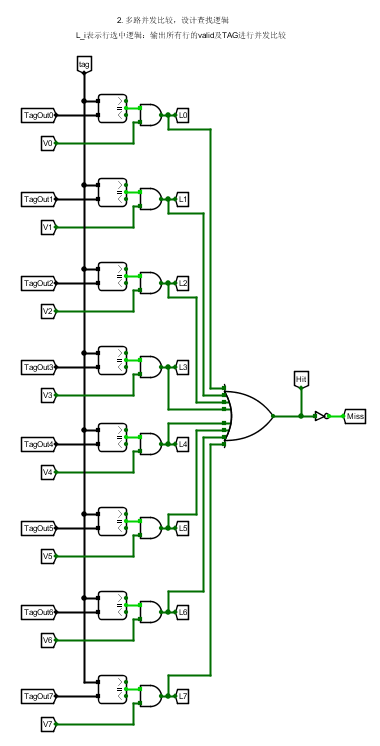 2. 多路并发比较，设计查找逻辑
L_i表示行选中逻辑：输出所有行的valid及TAG进行并发比较
tag
TagOut0
> = <
L0
V0
TagOut1
> = <
L1
V1
TagOut2
> = <
L2
V2
TagOut3
> = <
L3
V3
Hit
Miss
TagOut4
> = <
L4
V4
TagOut5
> = <
L5
V5
TagOut6
> = <
L6
V6
TagOut7
> = <
L7
V7